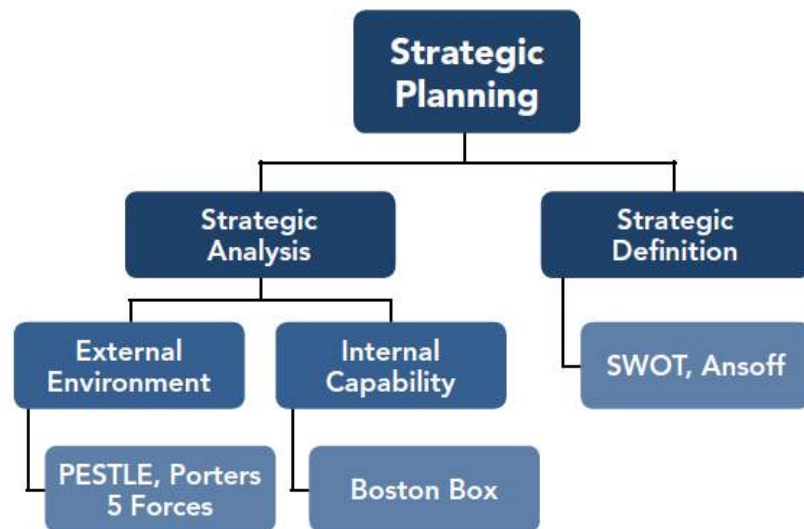 Strategic
Planning
Strategic
Analysis
Strategic
Definition
External
Environment
Internal
Capability
SWOT, Ansoff
PESTLE, Porters
5 Forces
Boston Box